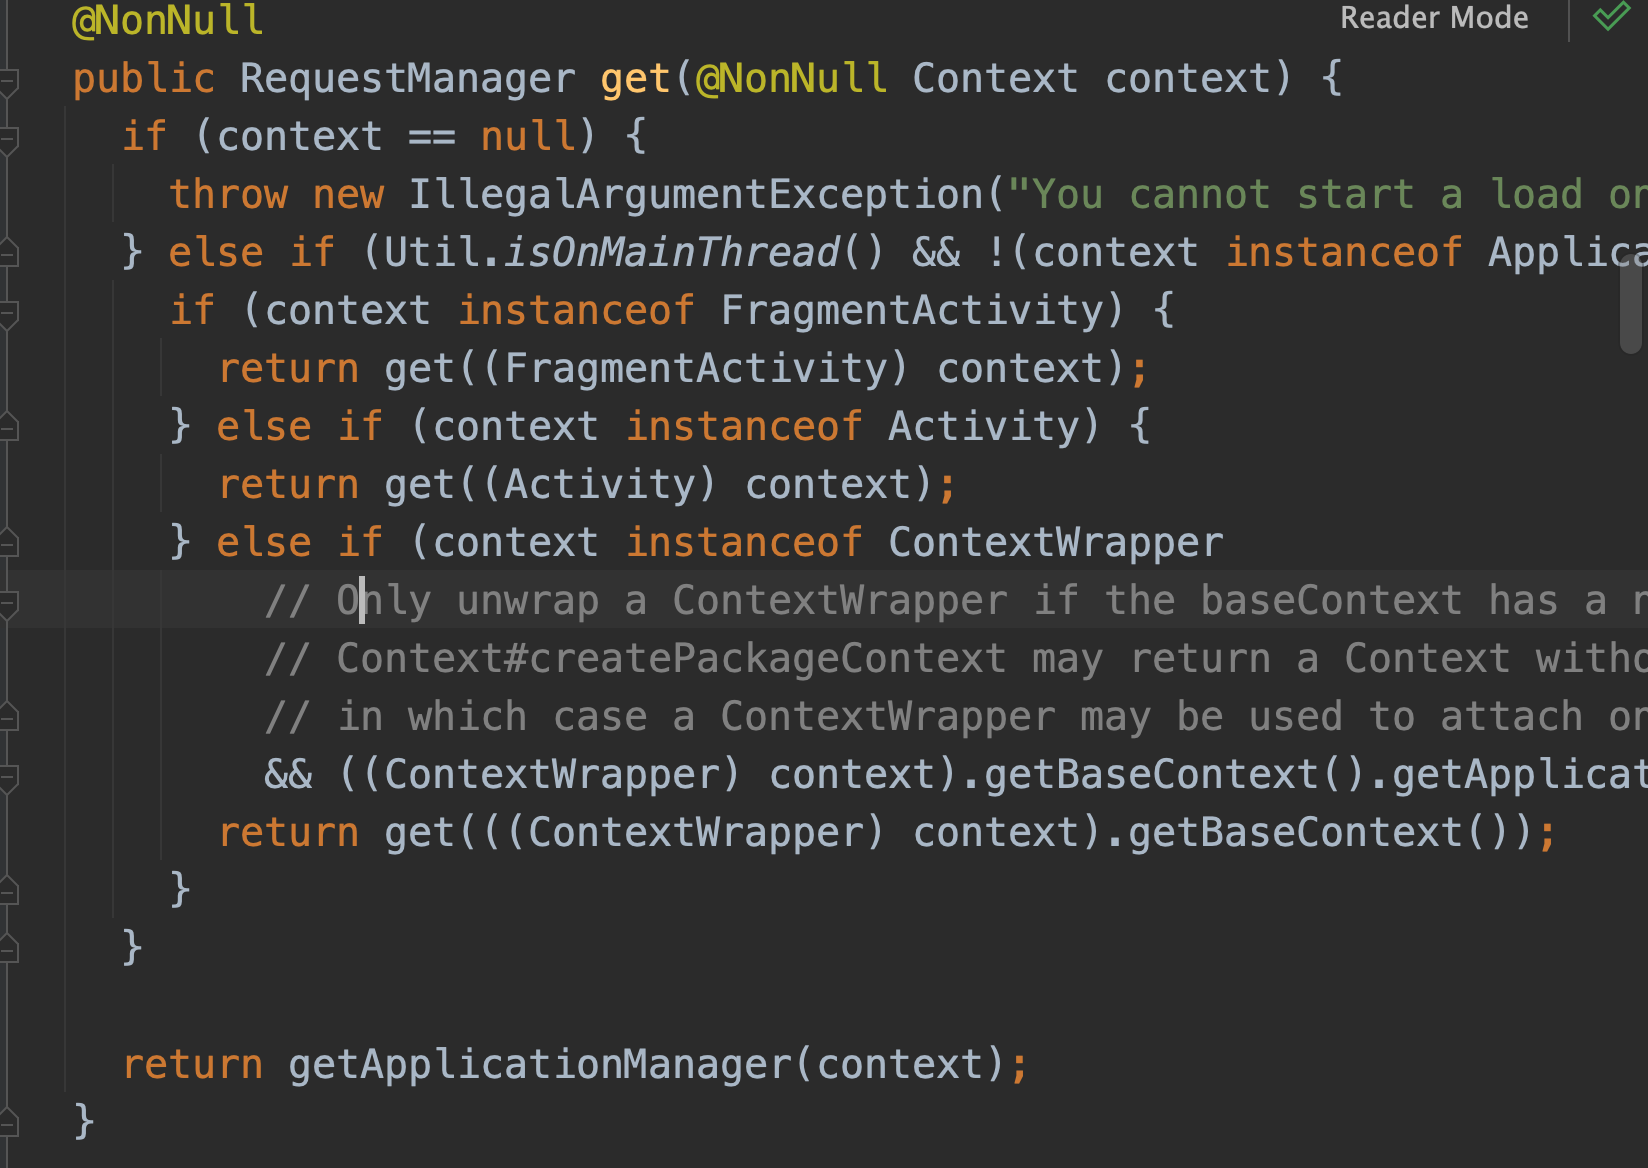 @NonNull
Reader Mode
public RequestManager get(@NonNull Context context) {
if (context == null) {
throw new IllegalArgumentException("You cannot start a load on
} else if (Util.isOnMainThread() && !(context instanceof Applica
if (context instanceof FragmentActivity) {
return get((FragmentActivity) context);
} else if (context instanceof Activity) {
return get((Activity) context);
} else if (context instanceof ContextWrapper
// Only unwrap a ContextWrapper if the baseContext has a
// Context#createPackageContext may return a Context witho
// in which case a ContextWrapper may be used to attach
&& ((ContextWrapper) context).getBaseContext().getApplicat
return get(((ContextWrapper) context).getBaseContext());
}
}
return getApplicationManager(context);
}